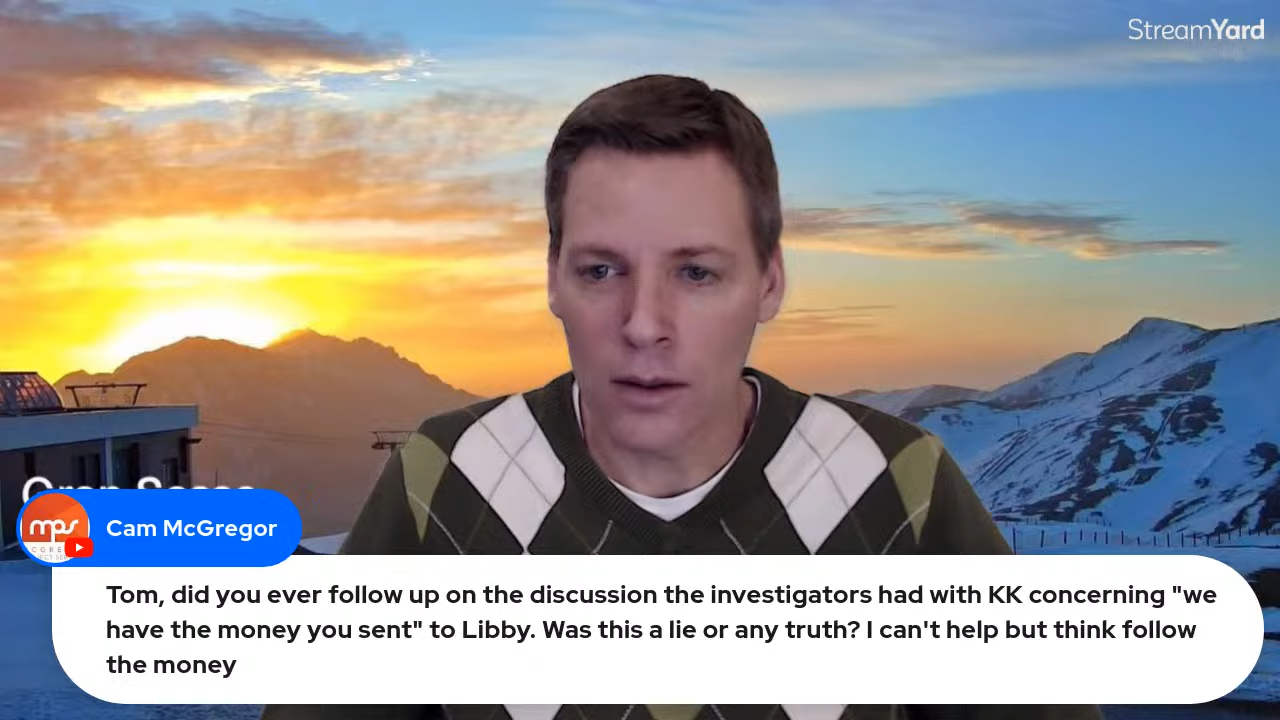 StreamYard
mps
Cam McGregor
Tom, did you ever follow up on the discussion the investigators had with KK concerning "we
have the money you sent" to Libby. Was this a lie or any truth? I can't help but think follow
the money